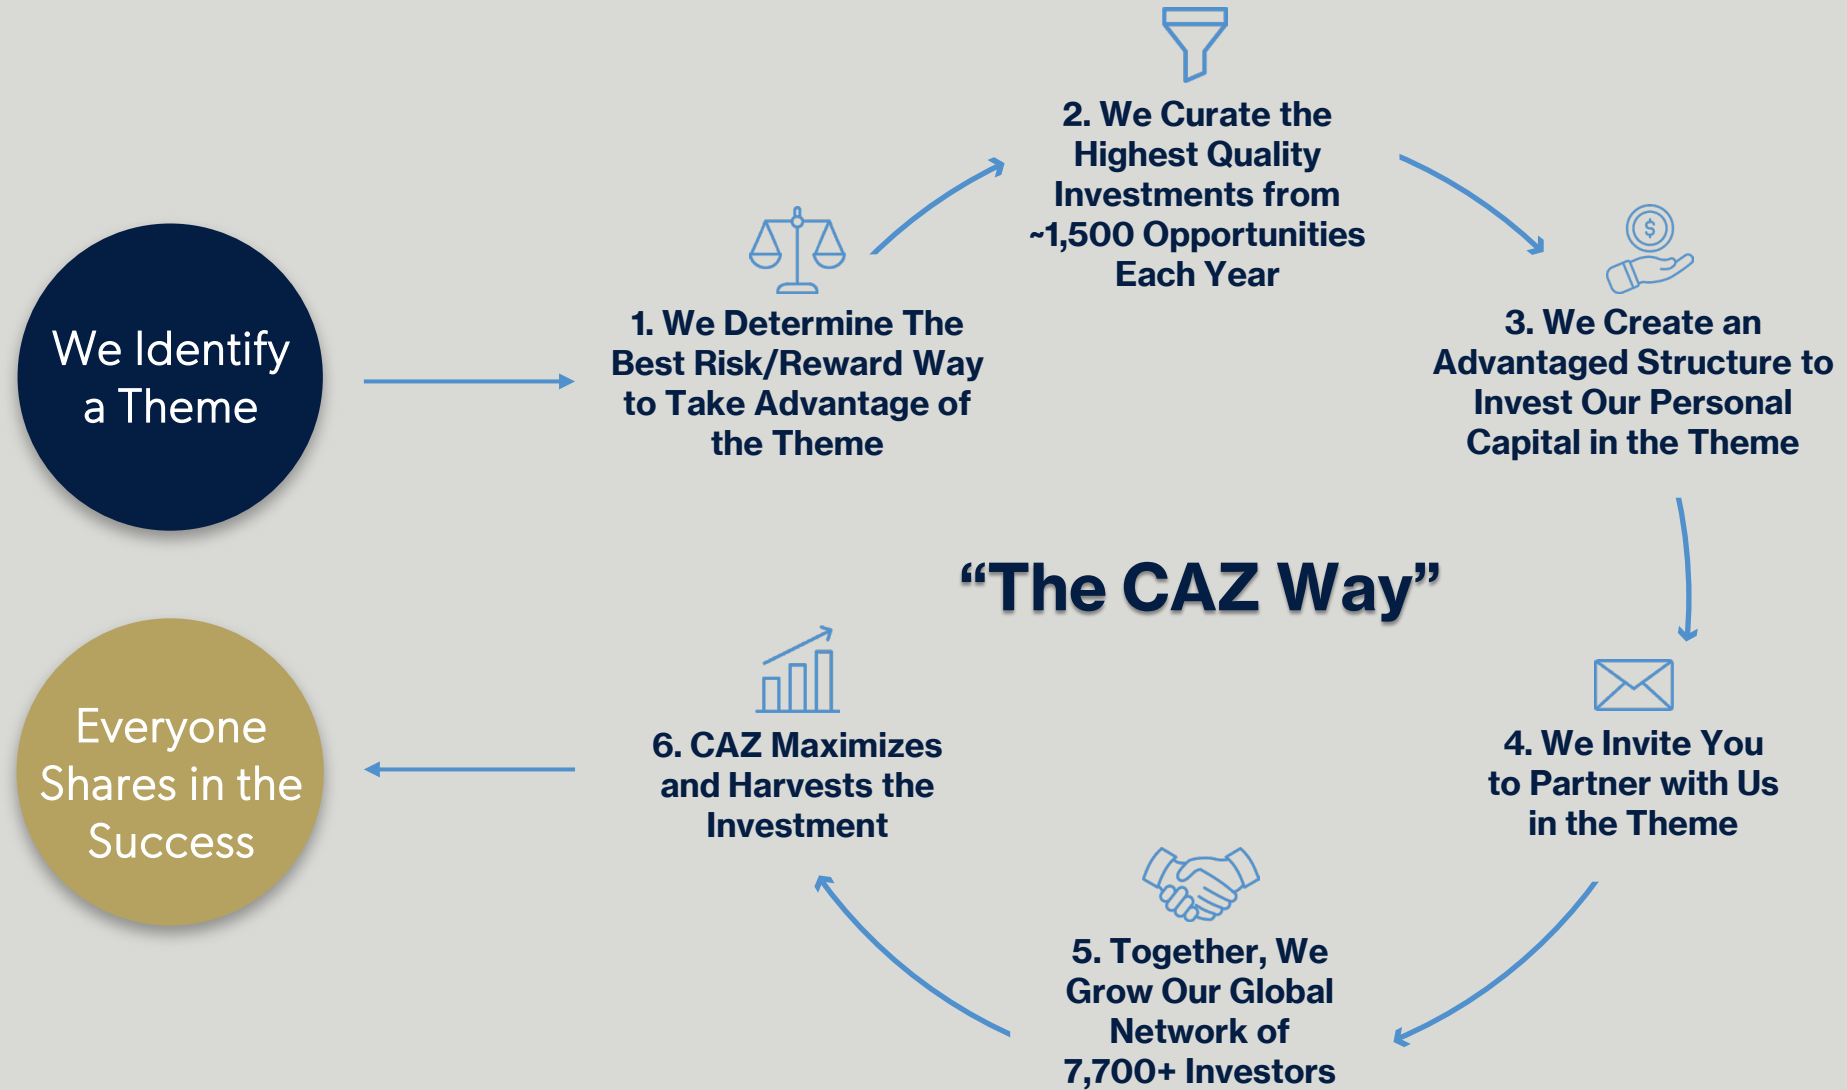 We Identify
a Theme
1. We Determine The
Best Risk/Reward Way
to Take Advantage of
the Theme
2. We Curate the
Highest Quality
Investments from
~1,500 Opportunities
Each Year
$
3. We Create an
Advantaged Structure to
Invest Our Personal
Capital in the Theme
“The CAZ Way”
4. We Invite You
to Partner with Us
in the Theme
5. Together, We
Grow Our Global
Network of
7,700+ Investors
6. CAZ Maximizes
and Harvests the
Investment
Everyone
Shares in the
Success